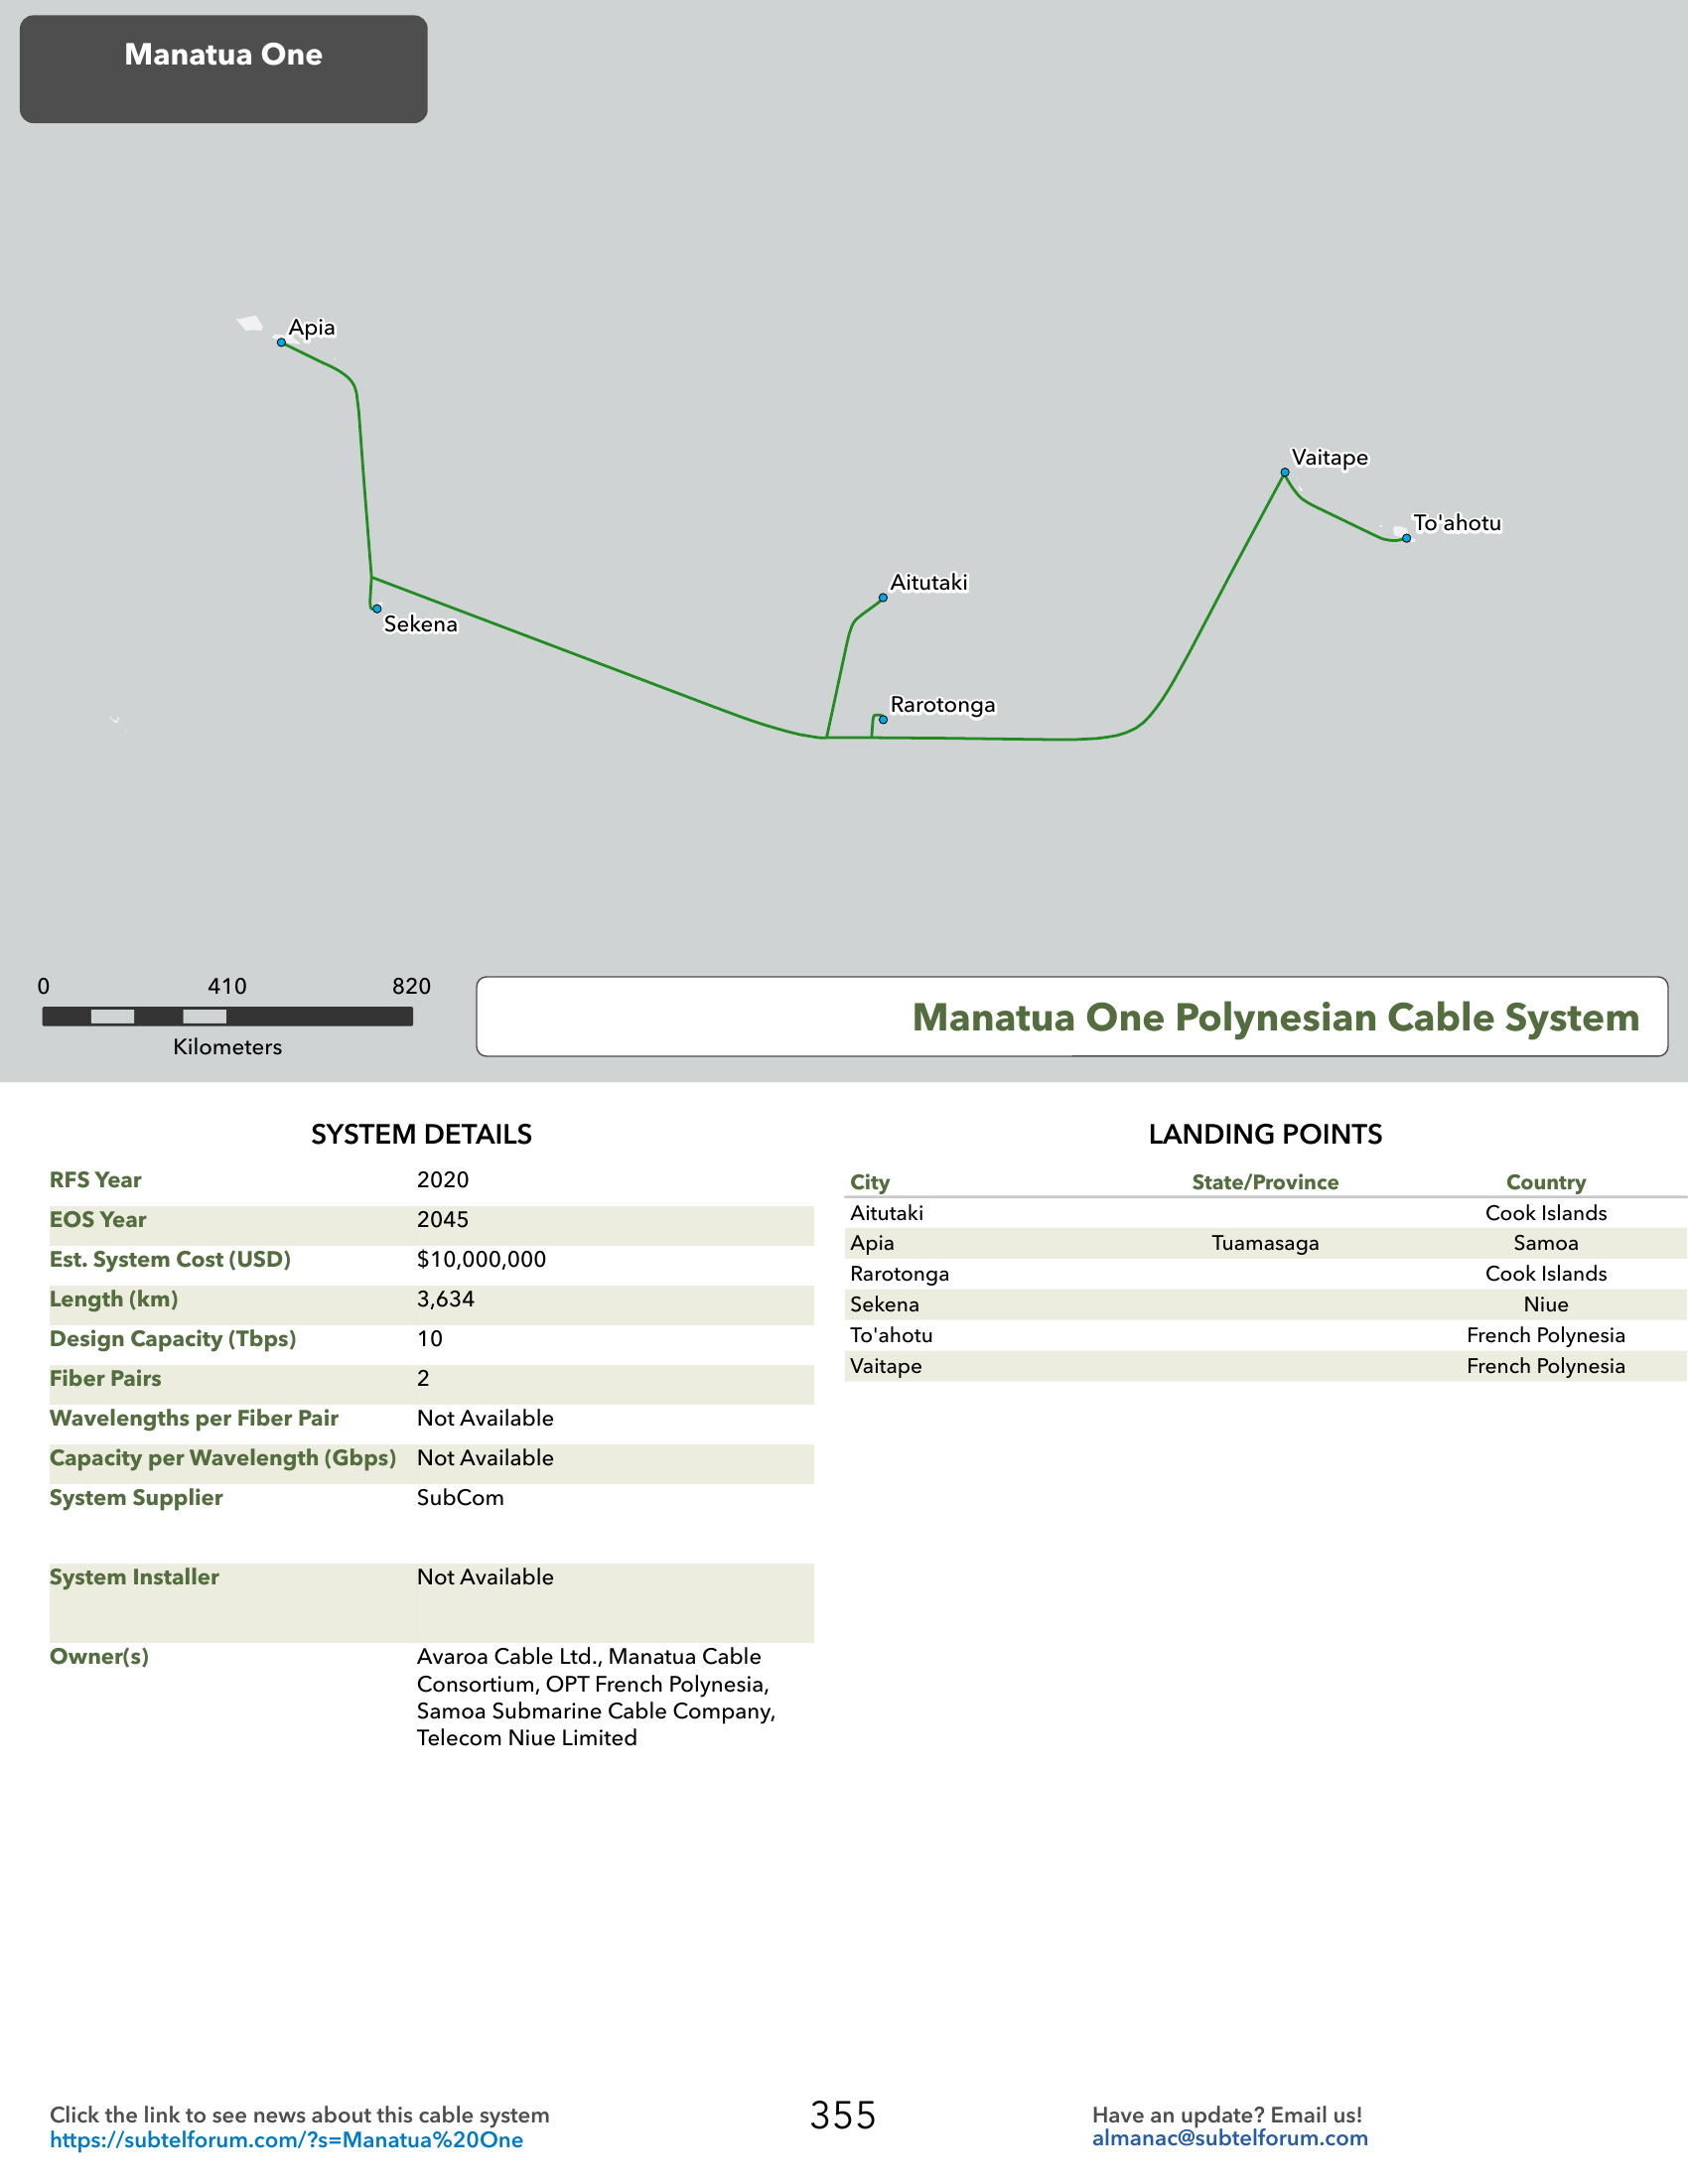 Manatua One
Apia
Vaitape
To'ahotu
Aitutaki
Sekena
Rarotonga
0 410 820
Kilometers
Manatua One Polynesian Cable System
SYSTEM DETAILS
RFS Year 2020
EOS Year 2045
Est. System Cost (USD) $10,000,000
Length (km) 3,634
Design Capacity (Tbps) 10
Fiber Pairs 2
Wavelengths per Fiber Pair Not Available
Capacity per Wavelength (Gbps) Not Available
System Supplier SubCom
System Installer Not Available
Owner(s) Avaroa Cable Ltd., Manatua Cable
Consortium, OPT French Polynesia,
Samoa Submarine Cable Company,
Telecom Niue Limited
LANDING POINTS
City State/Province Country
Aitutaki Cook Islands
Apia Tuamasaga Samoa
Rarotonga Cook Islands
Sekena Niue
To'ahotu French Polynesia
Vaitape French Polynesia
Click the link to see news about this cable system
https://subtelforum.com/?s=Manatua%20One
355
Have an update? Email us!
almanac@subtelforum.com